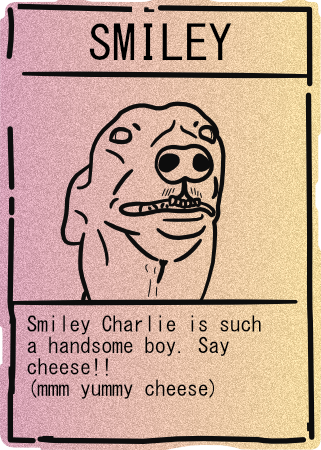 SMILEY
Smiley Charlie is such
a handsome boy. Say
cheese!!
(mmm yummy cheese)